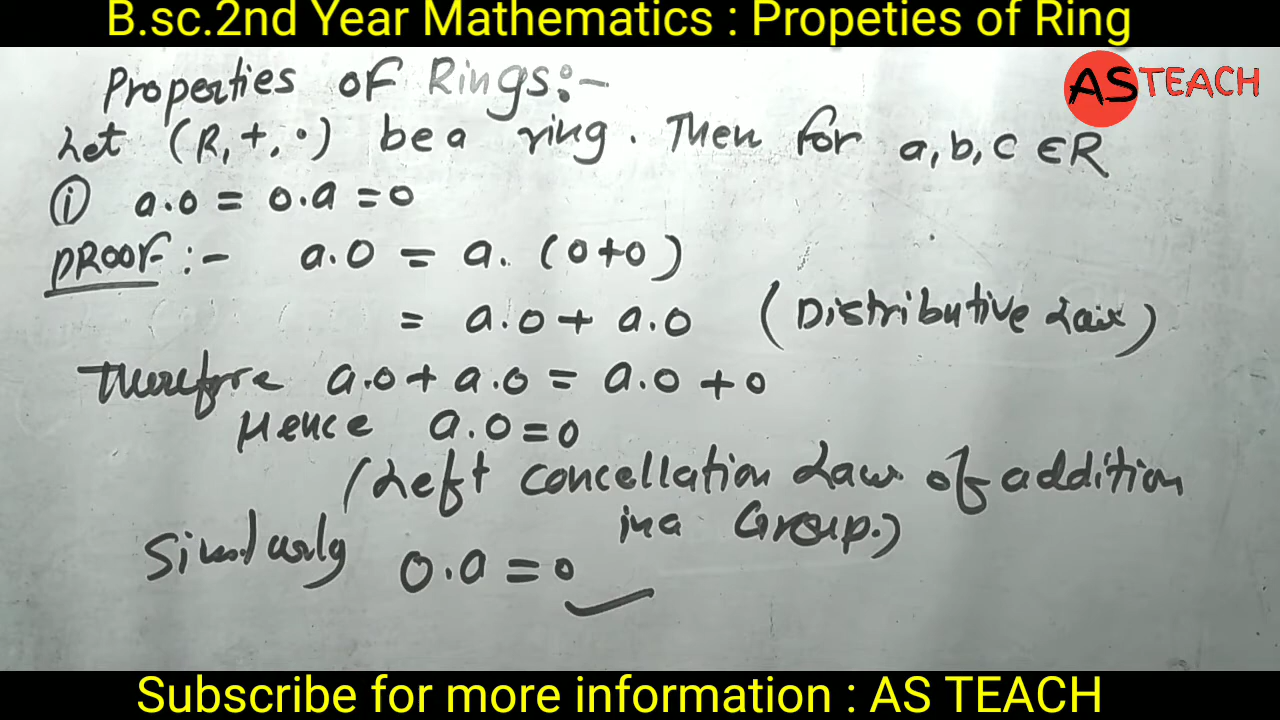 B.sc.2nd Year Mathematics : Propeties of Ring
AS TEACH
Properties of Rings:-
Let (R, +, •) be a ring. Then for a, b, c ∈ R
(i) a.0 = 0.a = 0
PROOF :- a.0 = a. (0+0)
= a.0 + a.0 (Distributive Law)
Therefore a.0 + a.0 = a.0 + 0
Hence a.0 = 0
(Left concellation Law of addition
in a Group.)
Similarly 0.a = 0
Subscribe for more information : AS TEACH